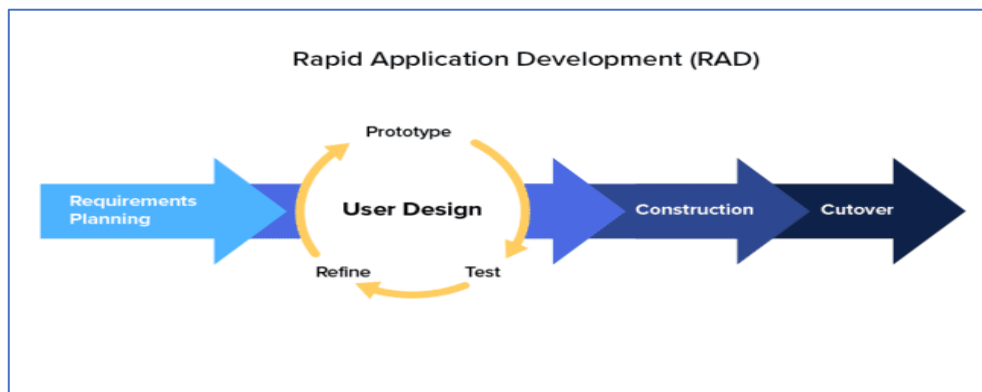 Rapid Application Development (RAD)
Prototype
Requirements
Planning
User Design
Construction
Cutover
Refine
Test